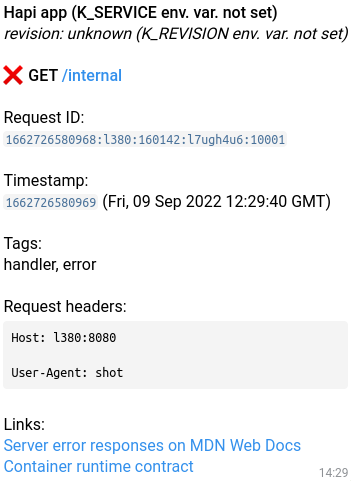 Hapi app (K_SERVICE env. var. not set)
revision: unknown (K_REVISION env. var. not set)
❌ GET /internal
Request ID:
1662726580968:l380:160142:l7ugh4u6:10001
Timestamp:
1662726580969 (Fri, 09 Sep 2022 12:29:40 GMT)
Tags:
handler, error
Request headers:
Host: l380:8080
User-Agent: shot
Links:
Server error responses on MDN Web Docs
Container runtime contract
14:29